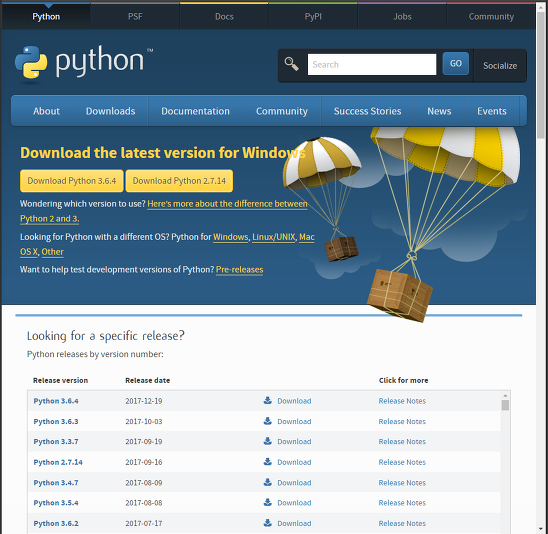 Python PSF Docs PyPI Jobs Community
python™
Search GO Socialize
About Downloads Documentation Community Success Stories News Events
Download the latest version for Windows
Download Python 3.6.4 Download Python 2.7.14
Wondering which version to use? Here's more about the difference between
Python 2 and 3.
Looking for Python with a different OS? Python for Windows, Linux/UNIX, Mac
OS X, Other
Want to help test development versions of Python? Pre-releases
Looking for a specific release?
Python releases by version number:
Release version Release date Click for more
Python 3.6.4 2017-12-19 Download Release Notes
Python 3.6.3 2017-10-03 Download Release Notes
Python 3.3.7 2017-09-19 Download Release Notes
Python 2.7.14 2017-09-16 Download Release Notes
Python 3.4.7 2017-08-09 Download Release Notes
Python 3.5.4 2017-08-08 Download Release Notes
Python 3.6.2 2017-07-17 Download Release Notes